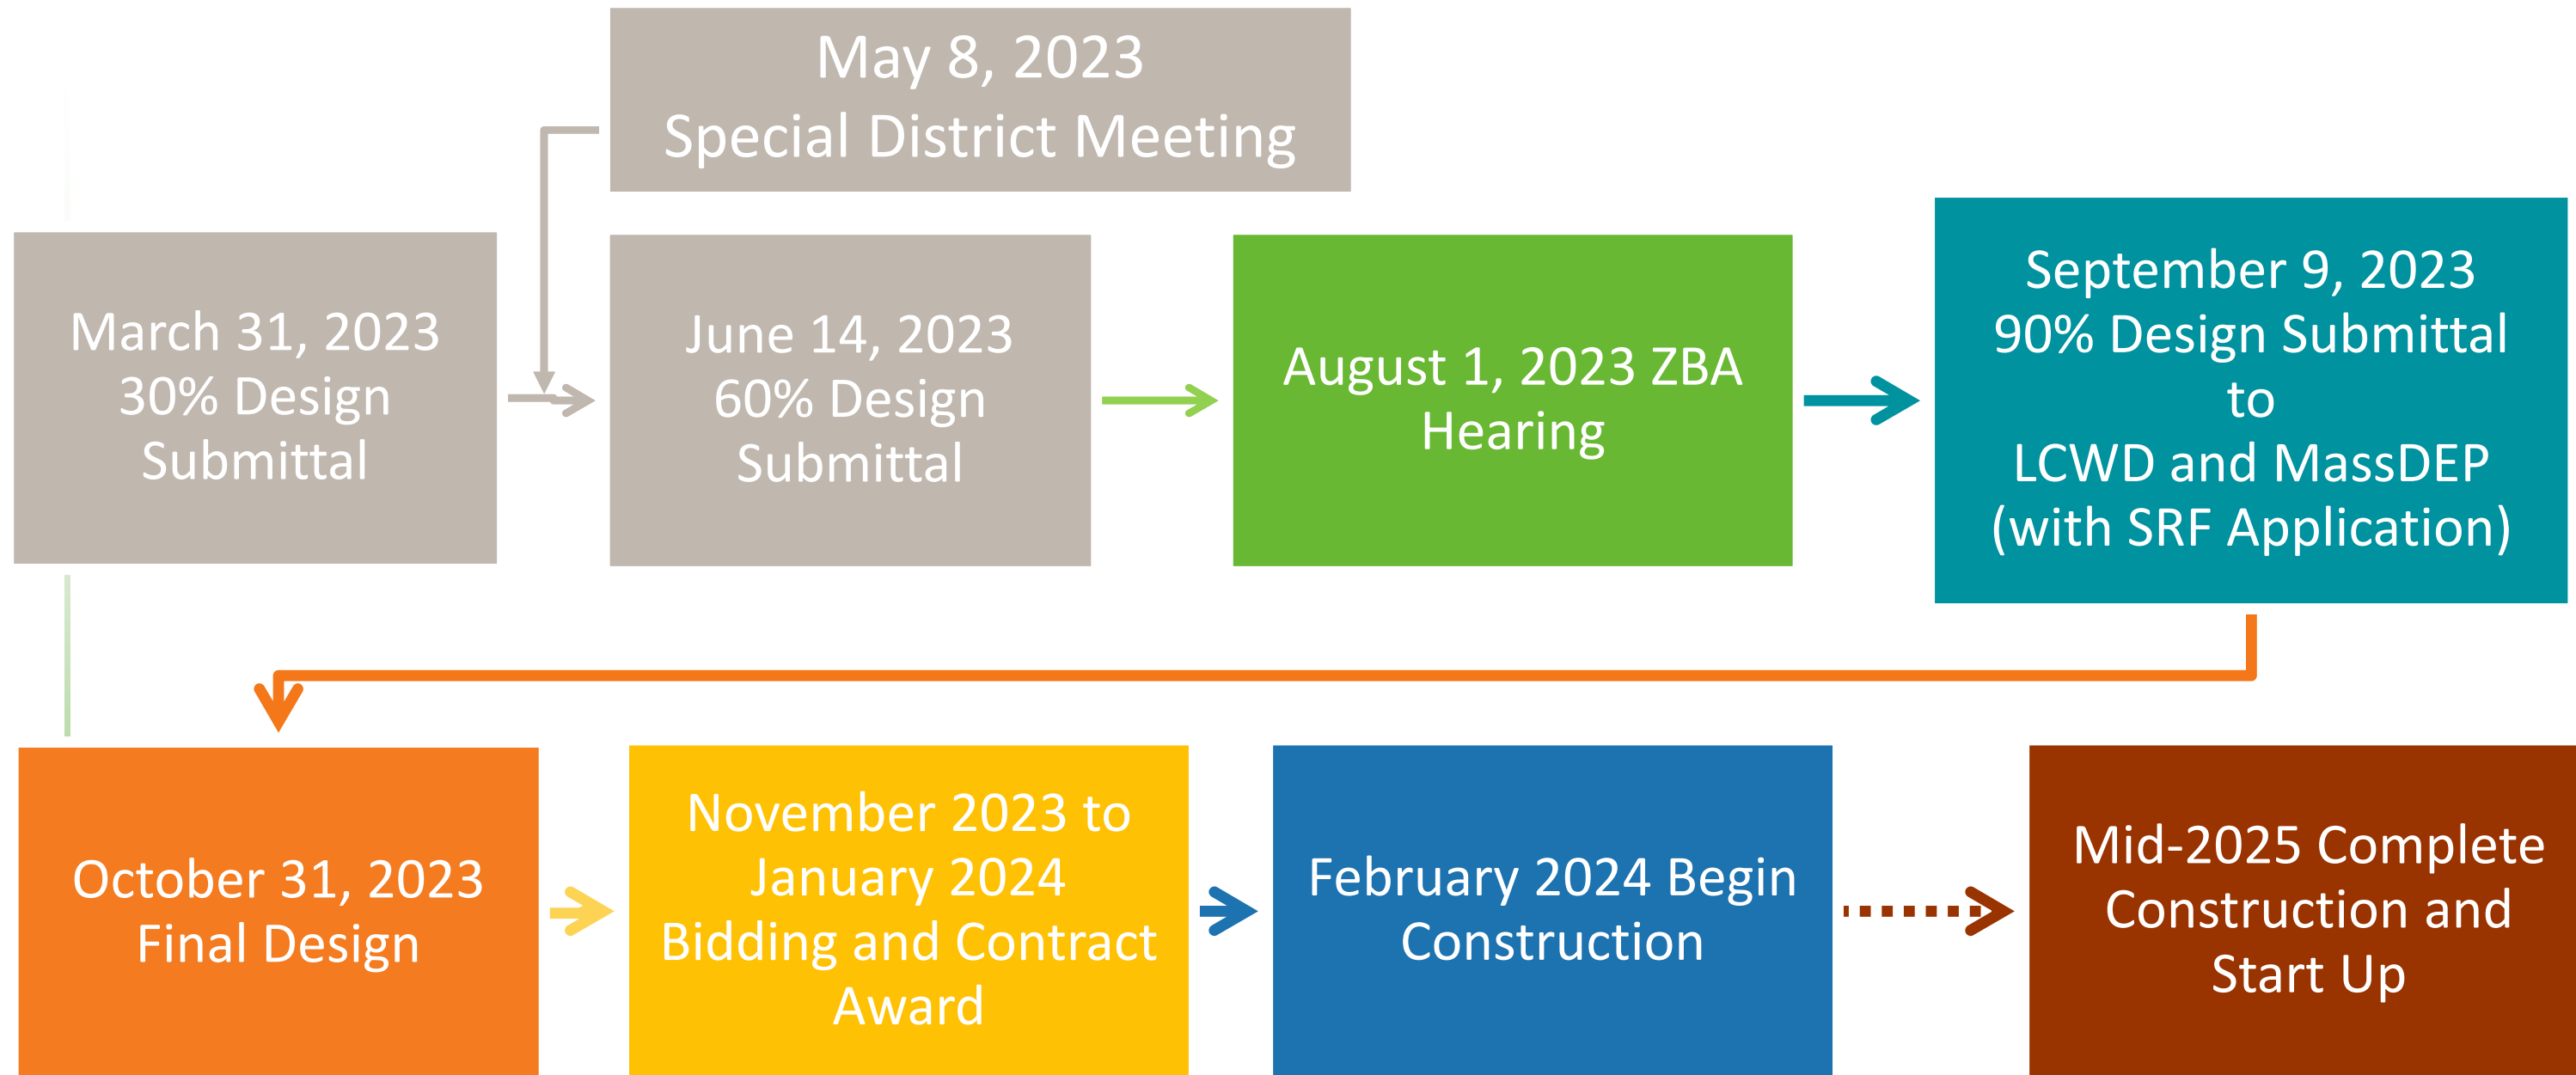 May 8, 2023
Special District Meeting
March 31, 2023
30% Design
Submittal
June 14, 2023
60% Design
Submittal
August 1, 2023 ZBA
Hearing
September 9, 2023
90% Design Submittal
to
LCWD and MassDEP
(with SRF Application)
October 31, 2023
Final Design
November 2023 to
January 2024
Bidding and Contract
Award
February 2024 Begin
Construction
Mid-2025 Complete
Construction and
Start Up